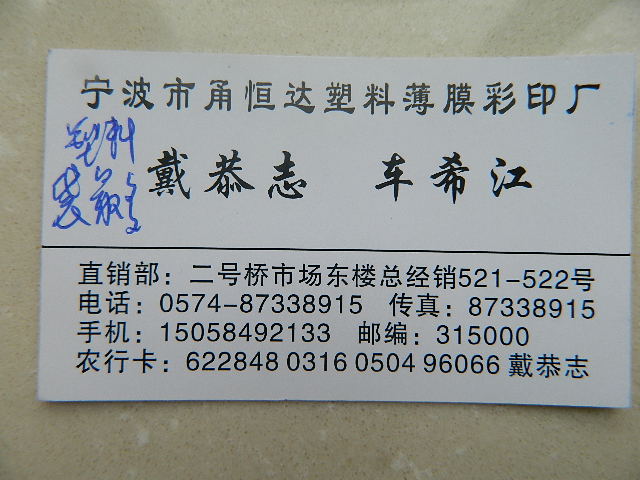 宁波市甬恒达塑料薄膜彩印厂
塑料
戴恭志 车希江
直销部：二号桥市场东楼总经销521-522号
电话：0574-87338915 传真：87338915
手机：15058492133 邮编：315000
农行卡：622848 0316 0504 96066 戴恭志